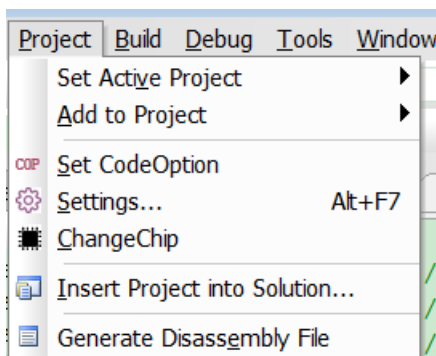 Project Build Debug Tools Window
Set Active Project
Add to Project
COP Set CodeOption
Settings... Alt+F7
ChangeChip
Insert Project into Solution...
Generate Disassembly File